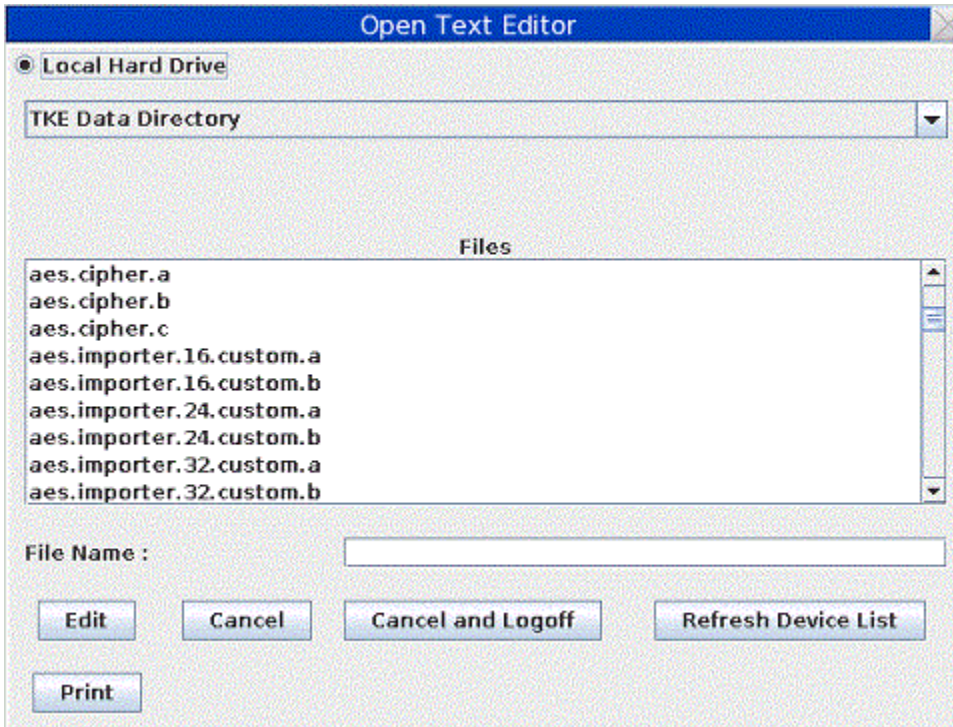 Open Text Editor
Local Hard Drive
TKE Data Directory
Files
aes.cipher.a
aes.cipher.b
aes.cipher.c
aes.importer.16.custom.a
aes.importer.16.custom.b
aes.importer.24.custom.a
aes.importer.24.custom.b
aes.importer.32.custom.a
aes.importer.32.custom.b
File Name :
Edit Cancel Cancel and Logoff Refresh Device List
Print